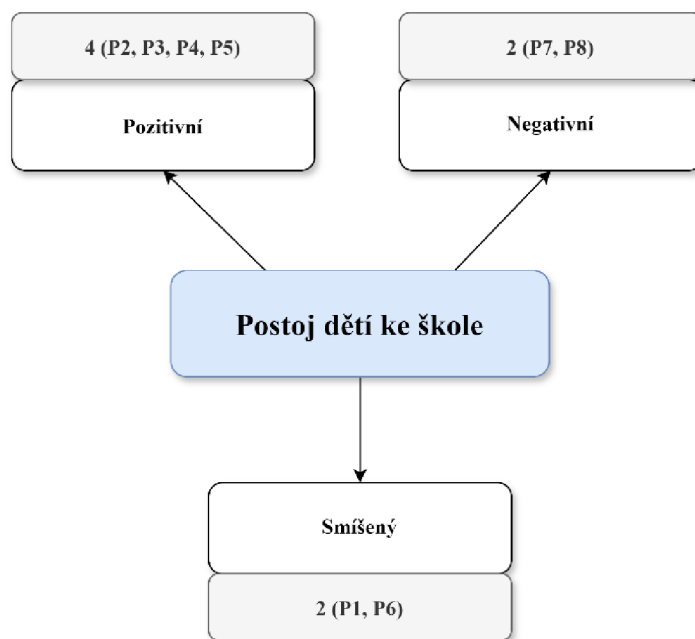 4 (P2, P3, P4, P5)
Pozitivní
2 (P7, P8)
Negativní
Postoj dětí ke škole
Smíšený
2 (P1, P6)